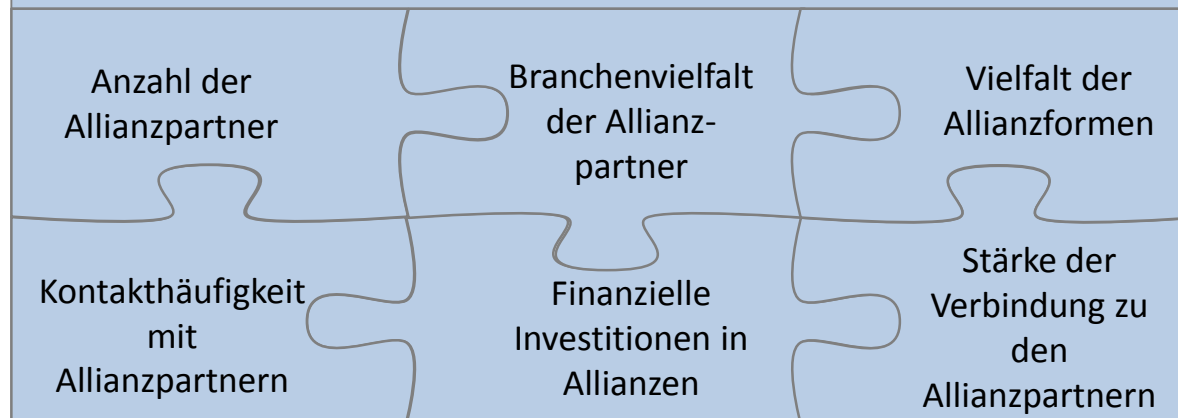 Anzahl der
Allianzpartner
Branchenvielfalt
der Allianz-
partner
Vielfalt der
Allianzformen
Kontakthäufigkeit
mit
Allianzpartnern
Finanzielle
Investitionen in
Allianzen
Stärke der
Verbindung zu
den
Allianzpartnern